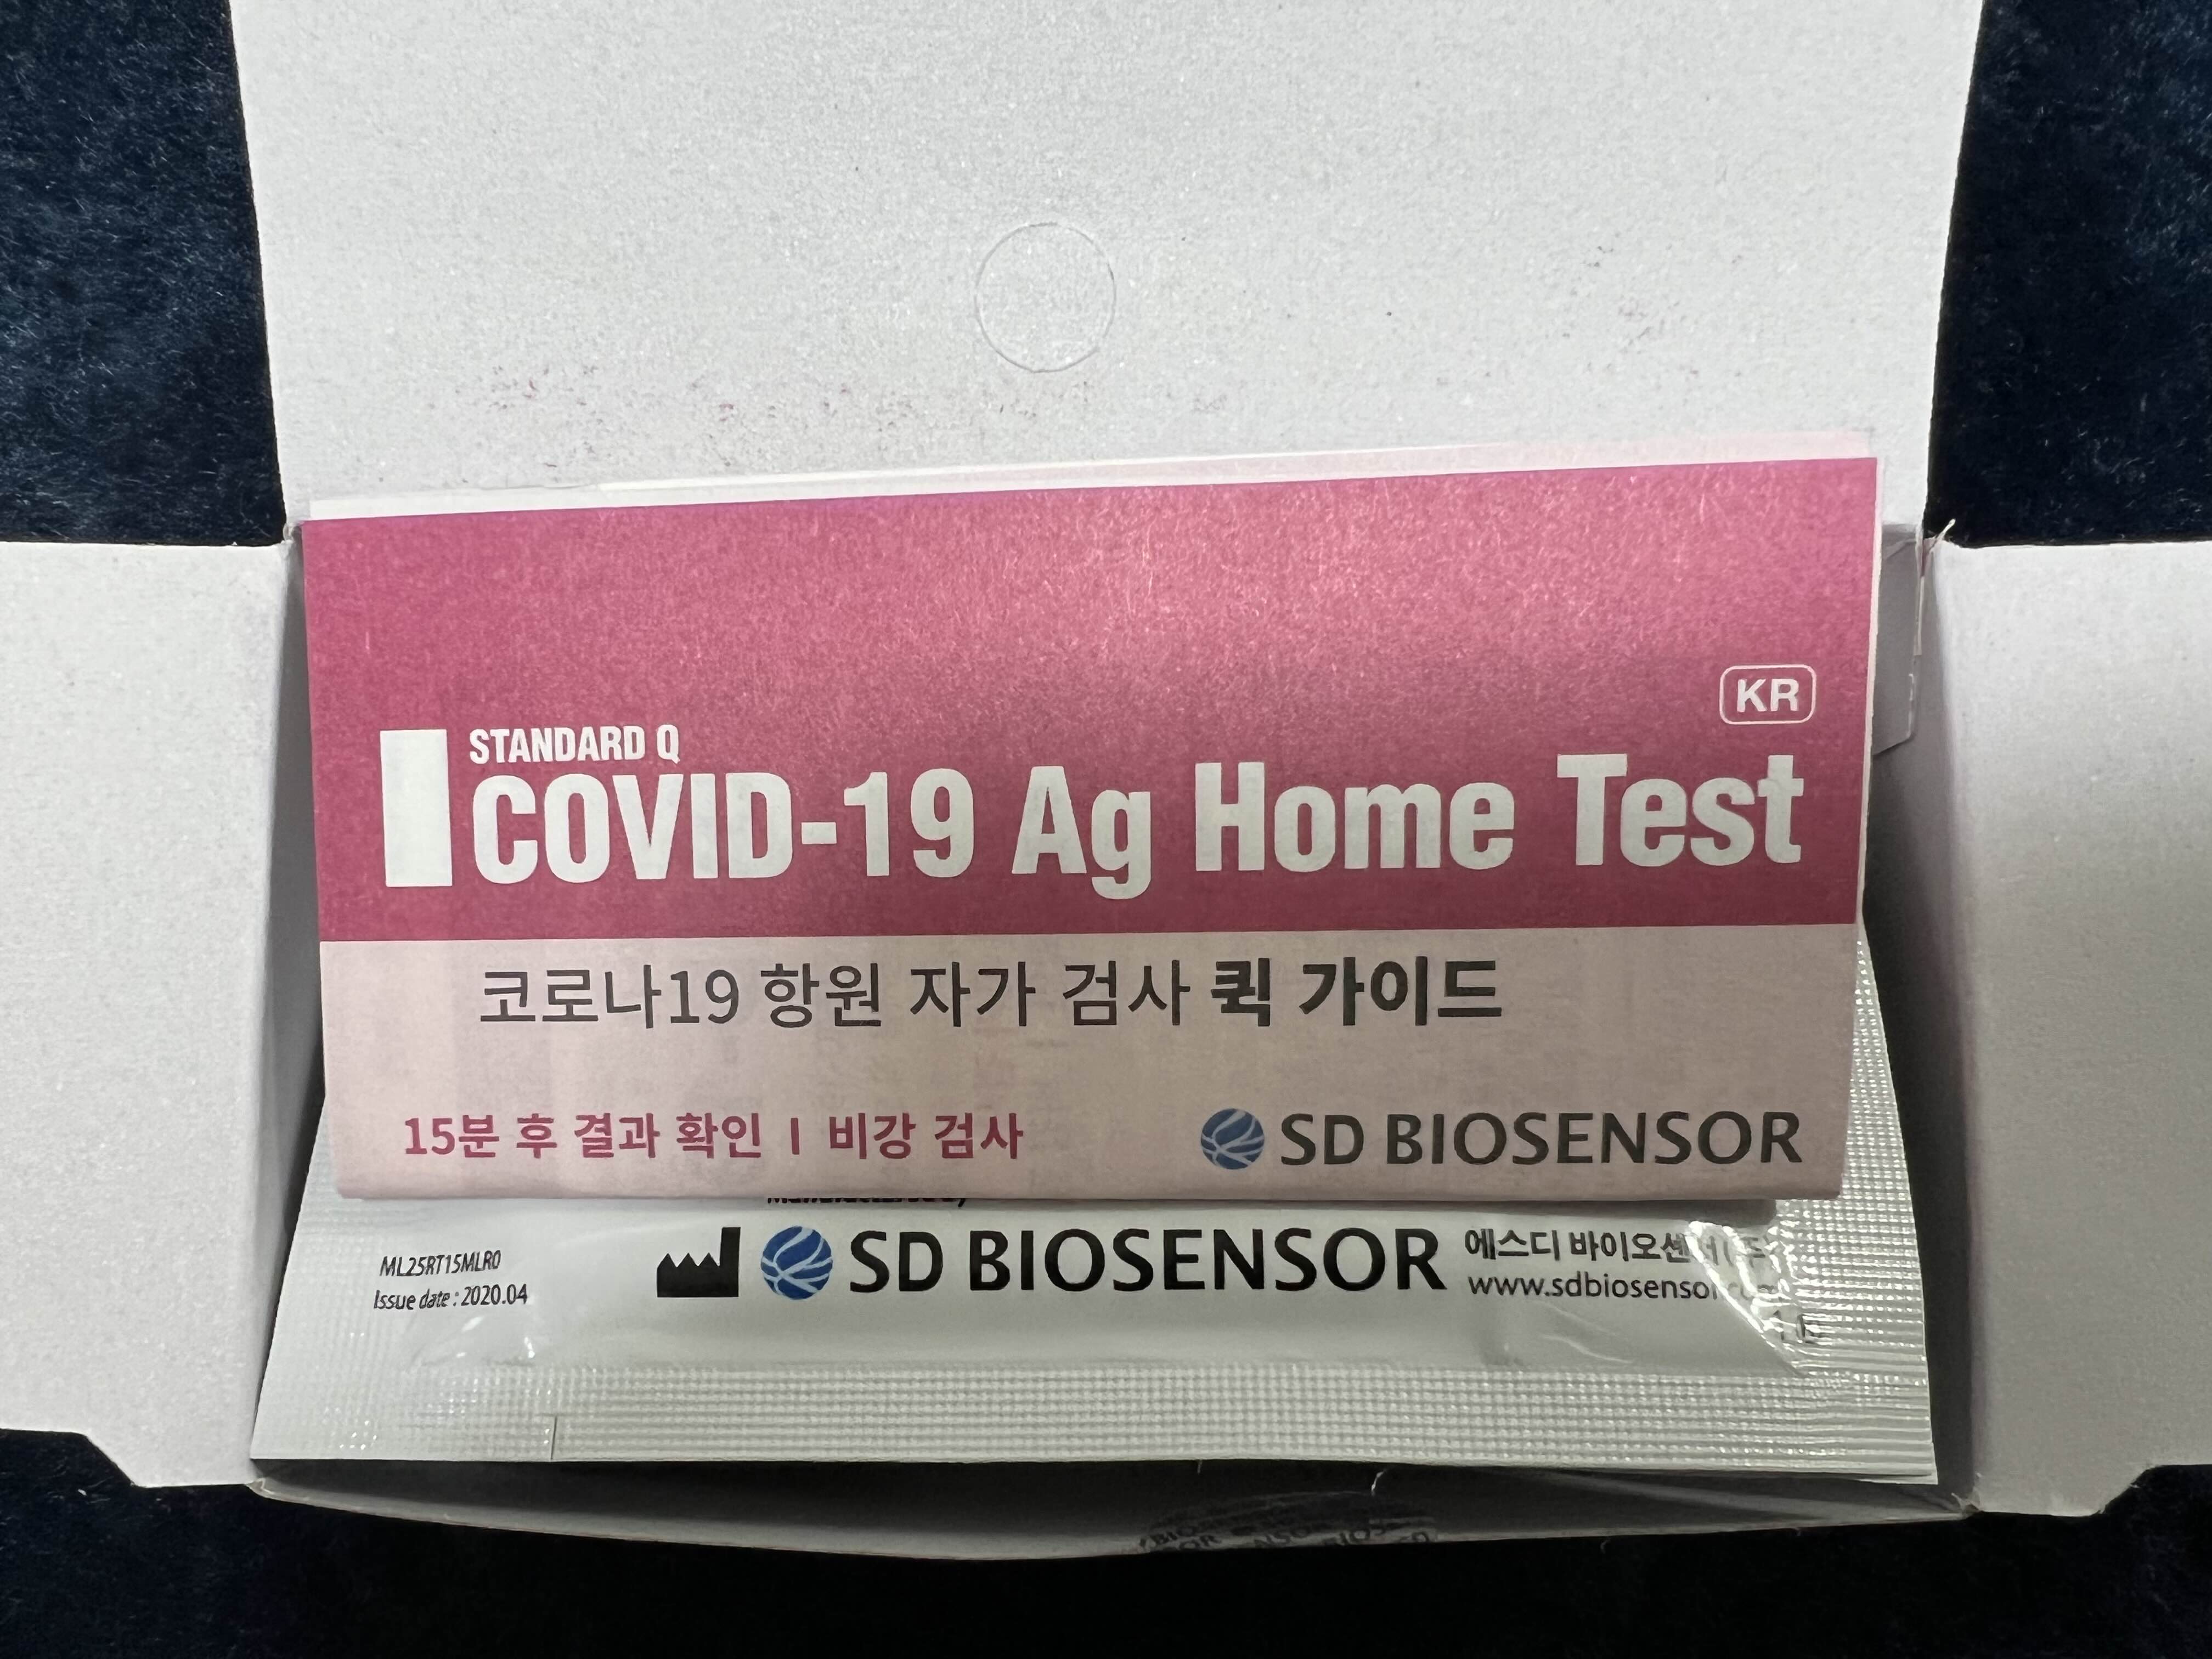 KR
STANDARD Q
COVID-19 Ag Home Test
코로나19 항원 자가 검사 퀵 가이드
15분 후 결과 확인 I 비강 검사
SD BIOSENSOR
ML25RT15MLR0
Issue date : 2020.04
SD BIOSENSOR
에스디 바이오센서(주)